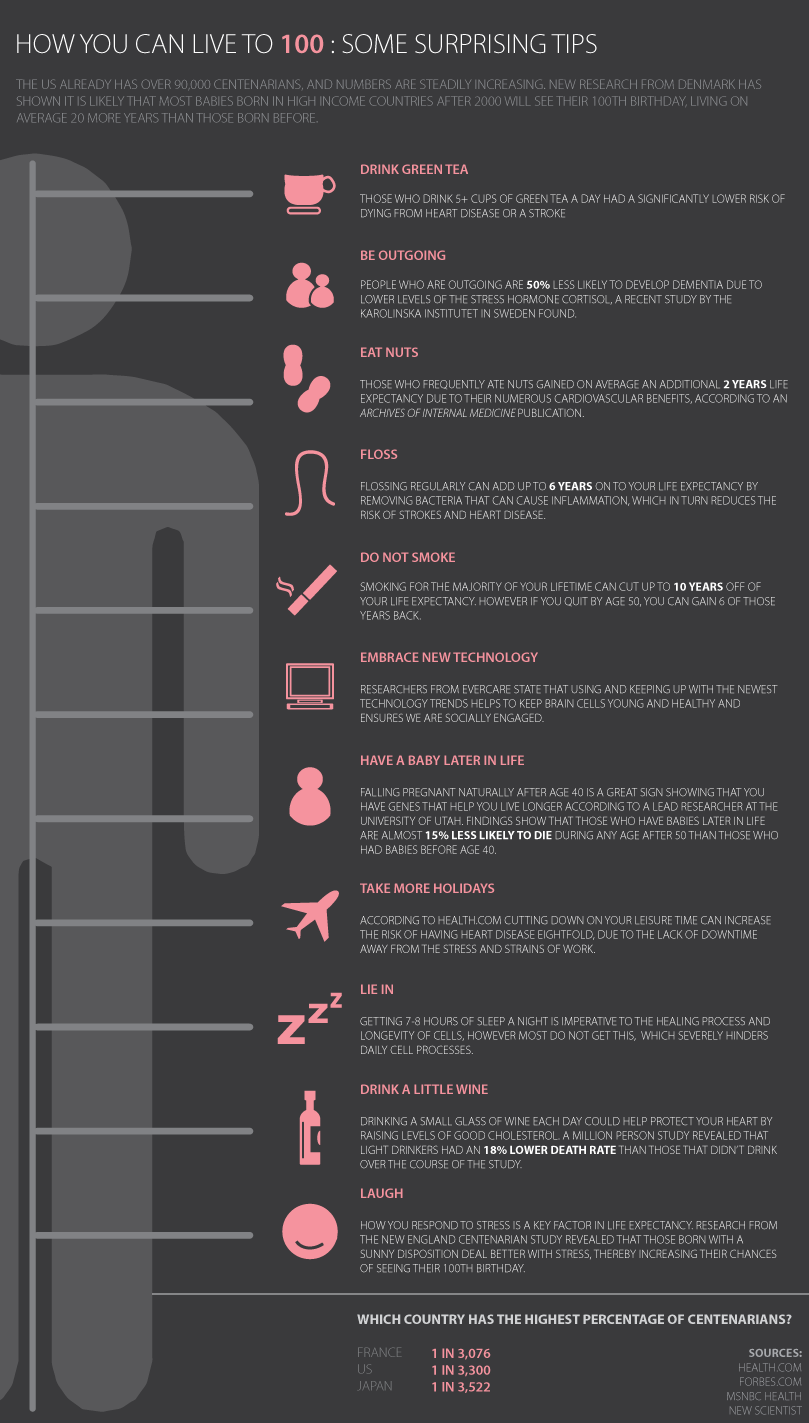 HOW YOU CAN LIVE TO 100 : SOME SURPRISING TIPS
THE US ALREADY HAS OVER 90,000 CENTENARIANS, AND NUMBERS ARE STEADILY INCREASING. NEW RESEARCH FROM DENMARK HAS
SHOWN IT IS LIKELY THAT MOST BABIES BORN IN HIGH INCOME COUNTRIES AFTER 2000 WILL SEE THEIR 100TH BIRTHDAY, LIVING ON
AVERAGE 20 MORE YEARS THAN THOSE BORN BEFORE.
DRINK GREEN TEA
THOSE WHO DRINK 5+ CUPS OF GREEN TEA A DAY HAD A SIGNIFICANTLY LOWER RISK OF
DYING FROM HEART DISEASE OR A STROKE
BE OUTGOING
PEOPLE WHO ARE OUTGOING ARE 50% LESS LIKELY TO DEVELOP DEMENTIA DUE TO
LOWER LEVELS OF THE STRESS HORMONE CORTISOL, A RECENT STUDY BY THE
KAROLINSKA INSTITUTET IN SWEDEN FOUND.
EAT NUTS
THOSE WHO FREQUENTLY ATE NUTS GAINED ON AVERAGE AN ADDITIONAL 2 YEARS LIFE
EXPECTANCY DUE TO THEIR NUMEROUS CARDIOVASCULAR BENEFITS, ACCORDING TO AN
ARCHIVES OF INTERNAL MEDICINE PUBLICATION.
FLOSS
FLOSSING REGULARLY CAN ADD UP TO 6 YEARS ON TO YOUR LIFE EXPECTANCY BY
REMOVING BACTERIA THAT CAN CAUSE INFLAMMATION, WHICH IN TURN REDUCES THE
RISK OF STROKES AND HEART DISEASE.
DO NOT SMOKE
SMOKING FOR THE MAJORITY OF YOUR LIFETIME CAN CUT UP TO 10 YEARS OFF OF
YOUR LIFE EXPECTANCY. HOWEVER IF YOU QUIT BY AGE 50, YOU CAN GAIN 6 OF THOSE
YEARS BACK.
EMBRACE NEW TECHNOLOGY
RESEARCHERS FROM EVERCARE STATE THAT USING AND KEEPING UP WITH THE NEWEST
TECHNOLOGY TRENDS HELPS TO KEEP BRAIN CELLS YOUNG AND HEALTHY AND
ENSURES WE ARE SOCIALLY ENGAGED.
HAVE A BABY LATER IN LIFE
FALLING PREGNANT NATURALLY AFTER AGE 40 IS A GREAT SIGN SHOWING THAT YOU
HAVE GENES THAT HELP YOU LIVE LONGER ACCORDING TO A LEAD RESEARCHER AT THE
UNIVERSITY OF UTAH. FINDINGS SHOW THAT THOSE WHO HAVE BABIES LATER IN LIFE
ARE ALMOST 15% LESS LIKELY TO DIE DURING ANY AGE AFTER 50 THAN THOSE WHO
HAD BABIES BEFORE AGE 40.
TAKE MORE HOLIDAYS
ACCORDING TO HEALTH.COM CUTTING DOWN ON YOUR LEISURE TIME CAN INCREASE
THE RISK OF HAVING HEART DISEASE EIGHTFOLD, DUE TO THE LACK OF DOWNTIME
AWAY FROM THE STRESS AND STRAINS OF WORK.
z z z
LIE IN
GETTING 7-8 HOURS OF SLEEP A NIGHT IS IMPERATIVE TO THE HEALING PROCESS AND
LONGEVITY OF CELLS, HOWEVER MOST DO NOT GET THIS, WHICH SEVERELY HINDERS
DAILY CELL PROCESSES.
DRINK A LITTLE WINE
DRINKING A SMALL GLASS OF WINE EACH DAY COULD HELP PROTECT YOUR HEART BY
RAISING LEVELS OF GOOD CHOLESTEROL. A MILLION PERSON STUDY REVEALED THAT
LIGHT DRINKERS HAD AN 18% LOWER DEATH RATE THAN THOSE THAT DIDN'T DRINK
OVER THE COURSE OF THE STUDY.
LAUGH
HOW YOU RESPOND TO STRESS IS A KEY FACTOR IN LIFE EXPECTANCY. RESEARCH FROM
THE NEW ENGLAND CENTENARIAN STUDY REVEALED THAT THOSE BORN WITH A
SUNNY DISPOSITION DEAL BETTER WITH STRESS, THEREBY INCREASING THEIR CHANCES
OF SEEING THEIR 100TH BIRTHDAY.
WHICH COUNTRY HAS THE HIGHEST PERCENTAGE OF CENTENARIANS?
FRANCE 1 IN 3,076
US 1 IN 3,300
JAPAN 1 IN 3,522
SOURCES:
HEALTH.COM
FORBES.COM
MSNBC HEALTH
NEW SCIENTIST